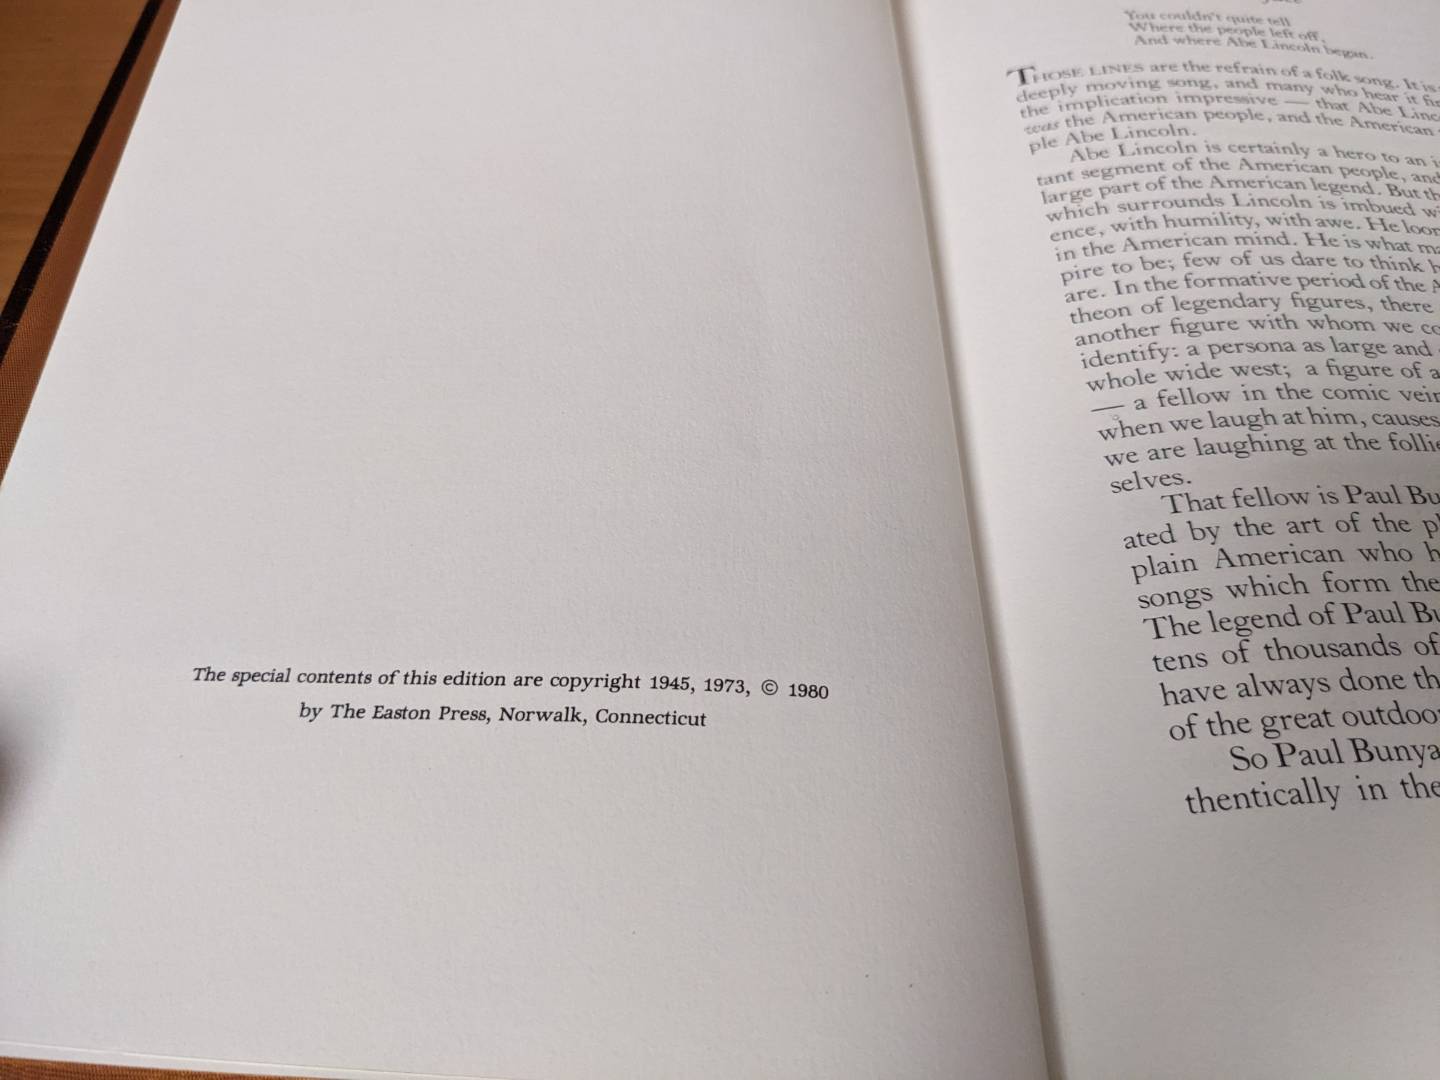 The special contents of this edition are copyright 1945, 1973, © 1980
by The Easton Press, Norwalk, Connecticut
You couldn't quite tell
Where the people left off,
And where Abe Lincoln began.
THOSE LINES are the refrain of a folk song. It is
deeply moving song, and many who hear it
the implication impressive — that Abe
was the American people, and the American
ple Abe Lincoln.
Abe Lincoln is certainly a hero to an
tant segment of the American people, and
large part of the American legend. But
which surrounds Lincoln is imbued
ence, with humility, with awe. He
in the American mind. He is what
pire to be; few of us dare to think
are. In the formative period of the
theon of legendary figures, there
another figure with whom we
identify: a persona as large and
whole wide west; a figure of
— a fellow in the comic
when we laugh at him, causes
we are laughing at the
selves.
That fellow is Paul Bu
ated by the art of the
plain American who
songs which form the
The legend of Paul
tens of thousands of
have always done
of the great
So Paul Bunya
thentically in the